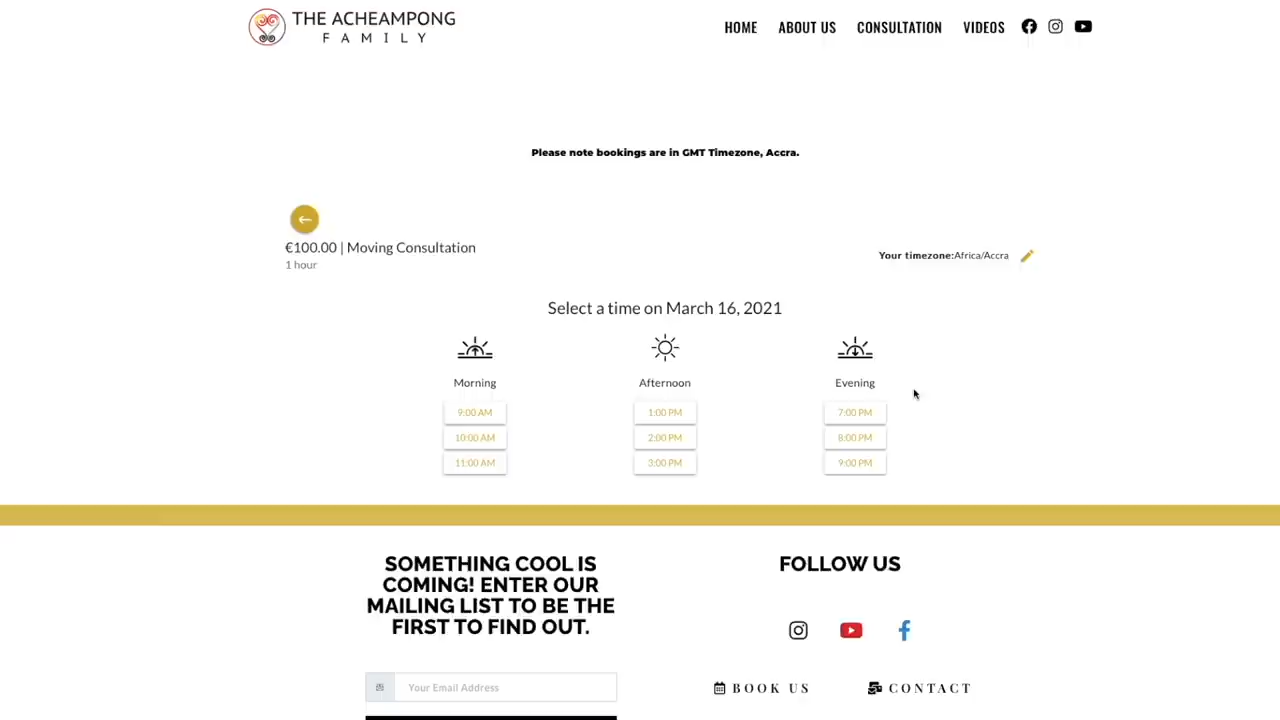 THE ACHEAMPONG
FAMILY
HOME ABOUT US CONSULTATION VIDEOS
Please note bookings are in GMT Timezone, Accra.
€100.00 | Moving Consultation
1 hour
Your timezone:Africa/Accra
Select a time on March 16, 2021
Morning Afternoon Evening
9:00 AM 1:00 PM 7:00 PM
10:00 AM 2:00 PM 8:00 PM
11:00 AM 3:00 PM 9:00 PM
SOMETHING COOL IS
COMING! ENTER OUR
MAILING LIST TO BE THE
FIRST TO FIND OUT.
Your Email Address
FOLLOW US
BOOK US CONTACT